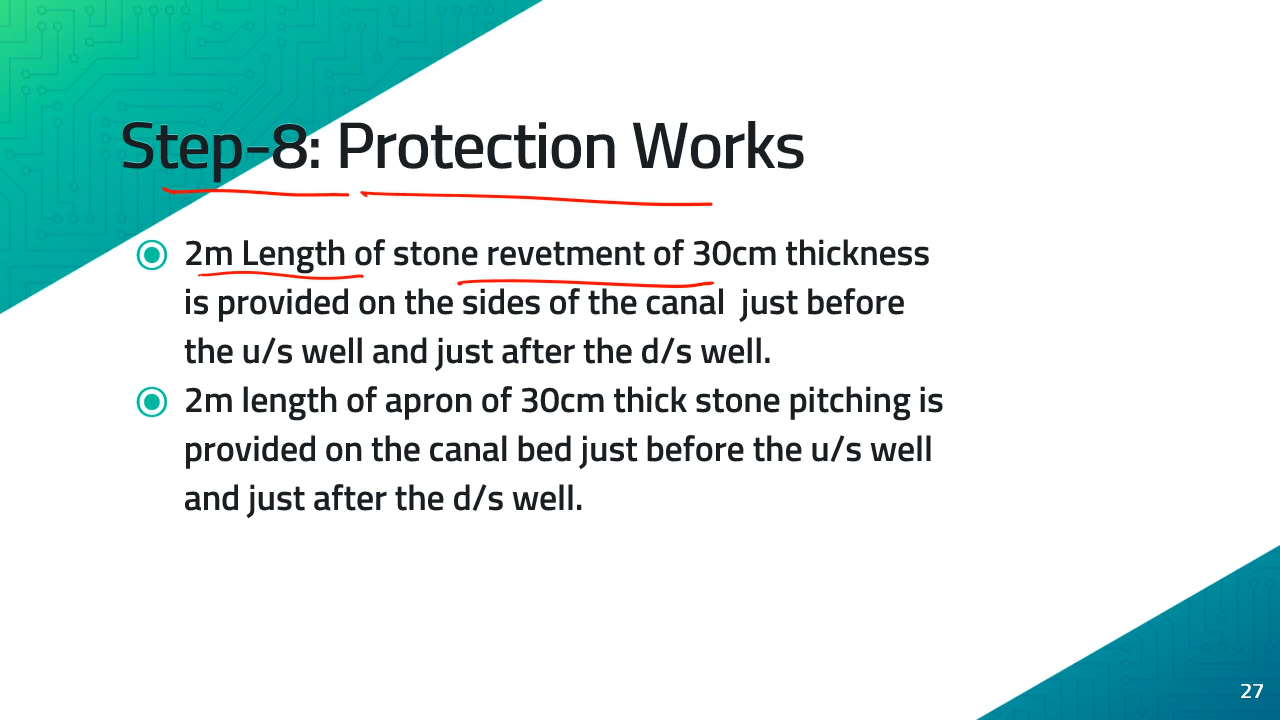 Step-8: Protection Works
2m Length of stone revetment of 30cm thickness
is provided on the sides of the canal just before
the u/s well and just after the d/s well.
2m length of apron of 30cm thick stone pitching is
provided on the canal bed just before the u/s well
and just after the d/s well.
27